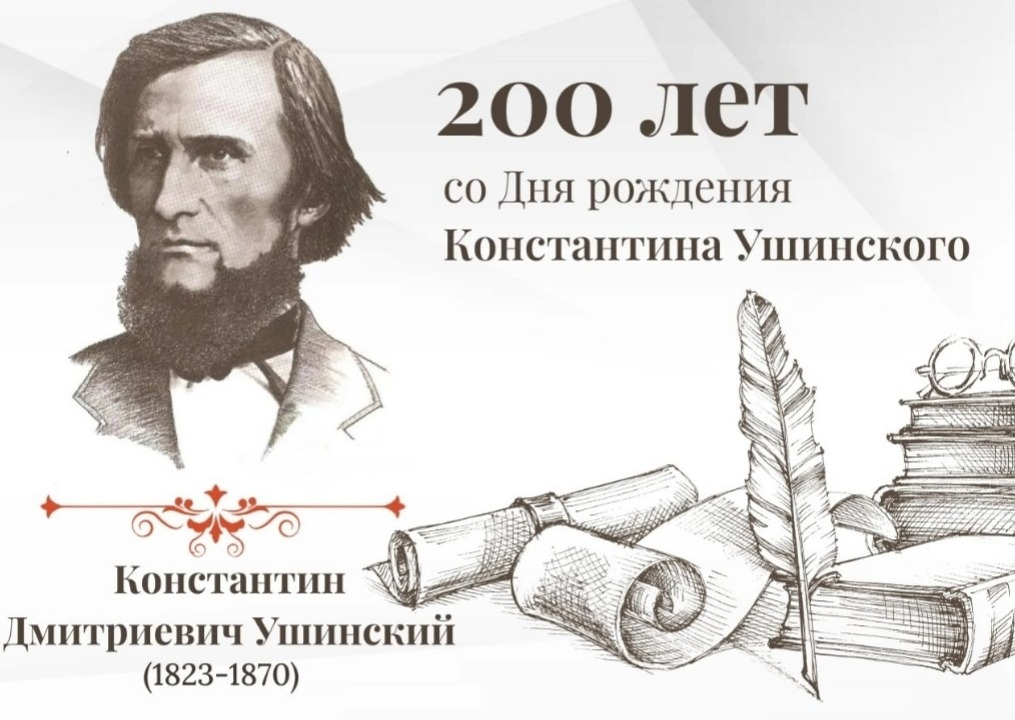 200 лет
со Дня рождения
Константина Ушинского
Константин
Дмитриевич Ушинский
(1823-1870)